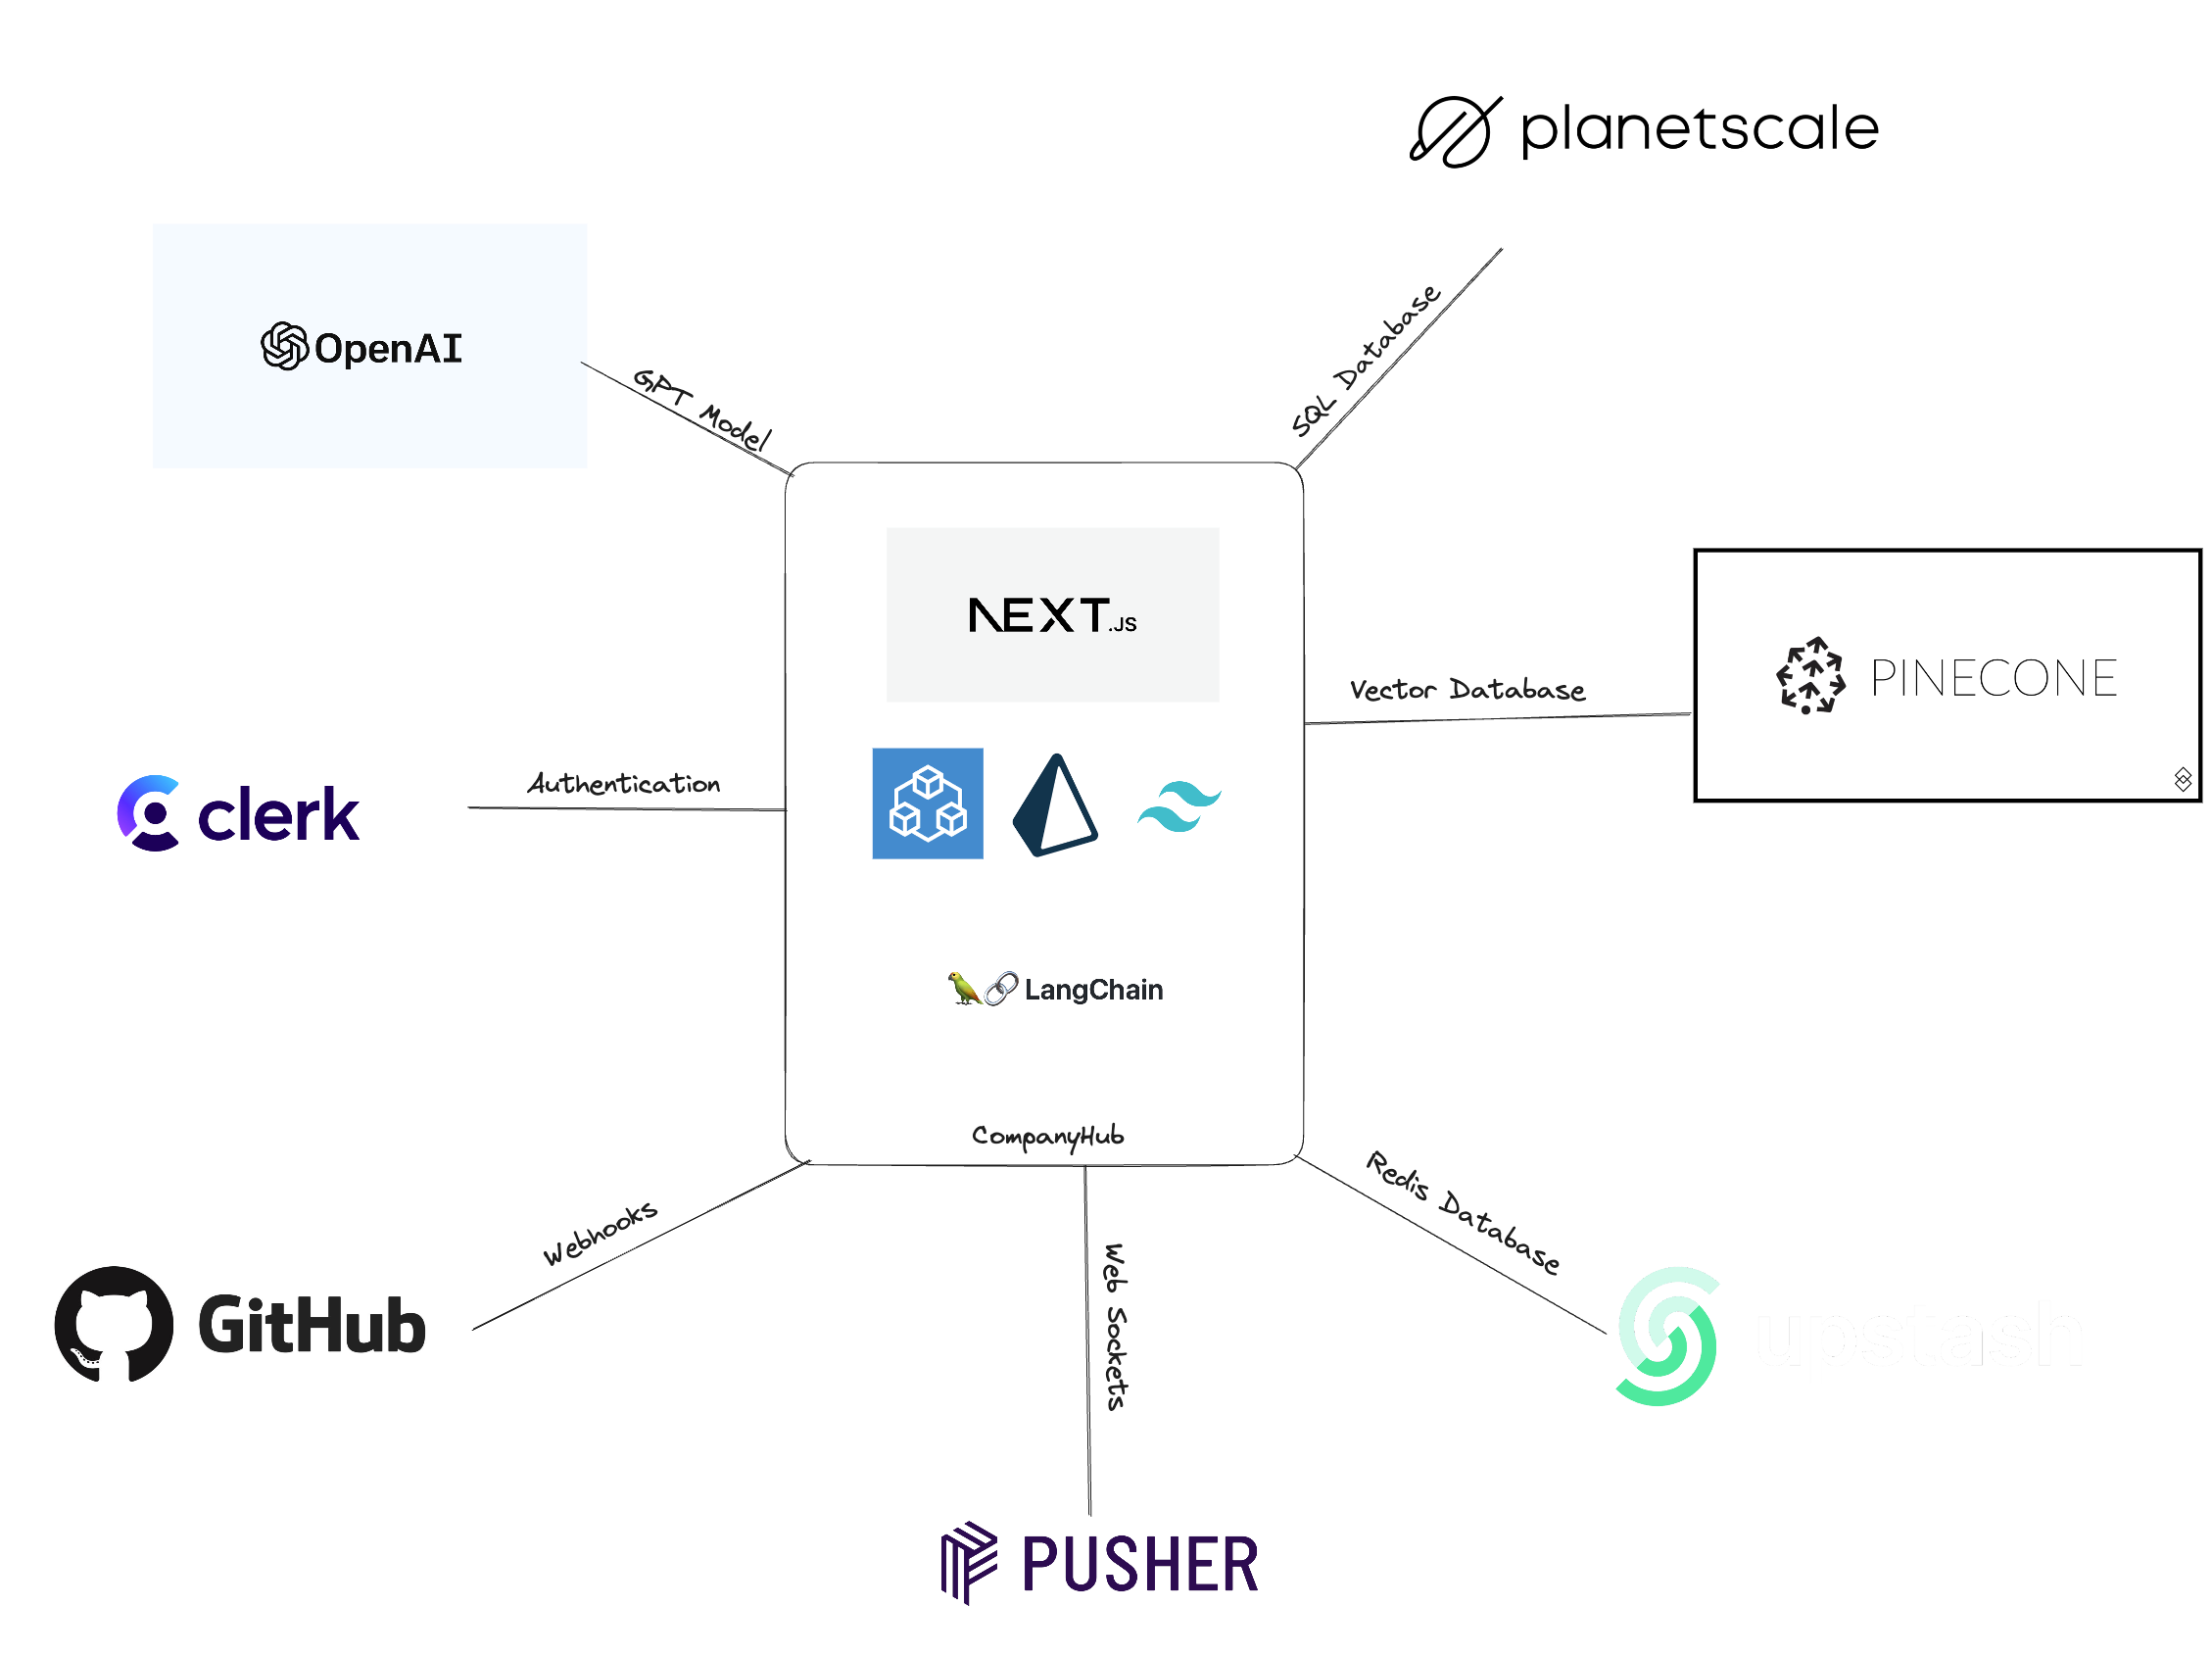 planetscale
OpenAI
GPT Model
SQL Database
NEXT.JS
Vector Database
PINECONE
Authentication
clerk
LangChain
CompanyHub
Webhooks
Redis Database
GitHub
Web Sockets
upstash
PUSHER